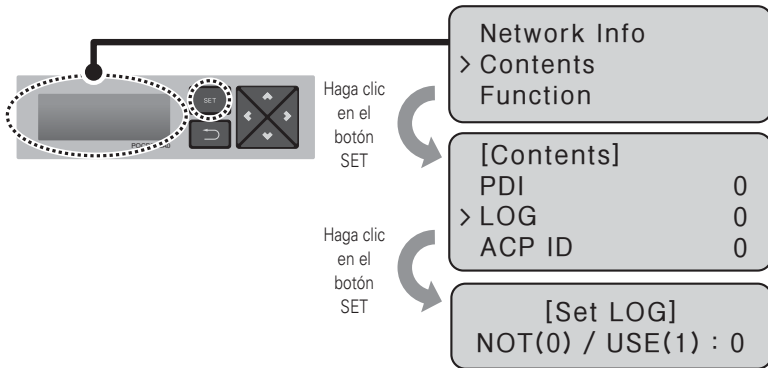 Network Info
> Contents
Function
SET
Haga clic
en el
botón
SET
[Contents]
PDI 0
> LOG 0
ACP ID 0
Haga clic
en el
botón
SET
[Set LOG]
NOT(0) / USE(1) : 0